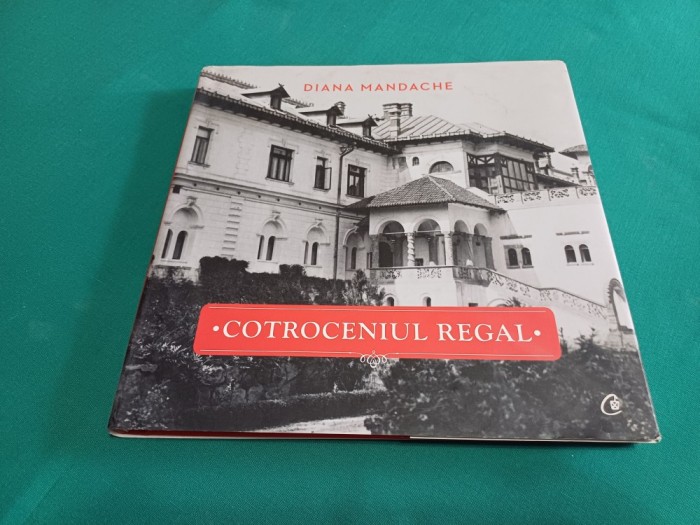 DIANA MANDACHE
• COTROCENIUL REGAL •